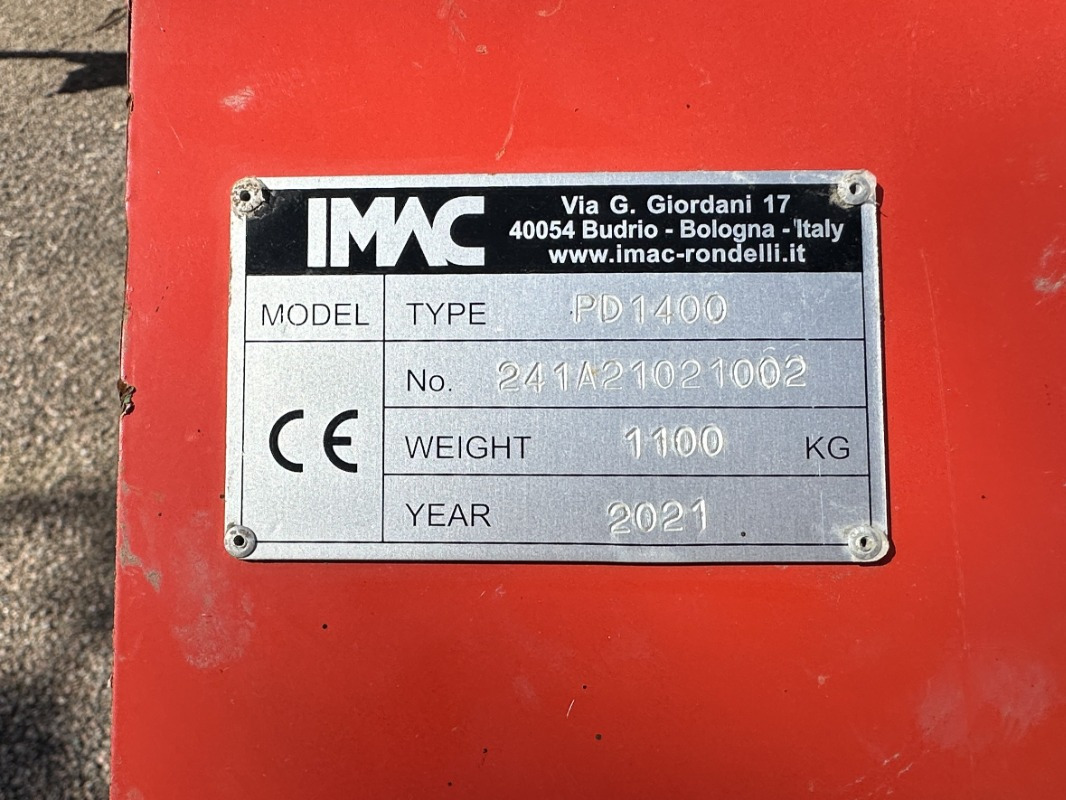 IMAC
Via G. Giordani 17
40054 Budrio - Bologna - Italy
www.imac-rondelli.it
MODEL TYPE PD1400
No. 241A21021002
CE
WEIGHT 1100 KG
YEAR 2021